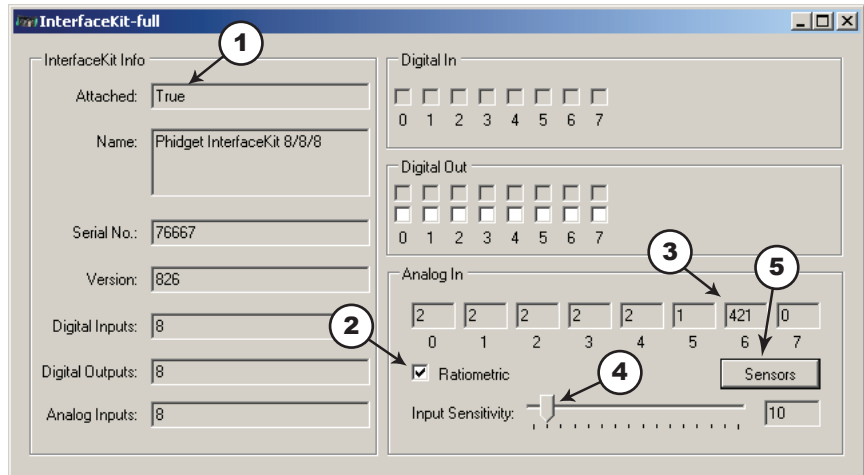 InterfaceKit-full
1
InterfaceKit Info
Attached: True
Name: Phidget InterfaceKit 8/8/8
Serial No.: 76667
Version: 826
Digital Inputs: 8
Digital Outputs: 8
Analog Inputs: 8
Digital In
0 1 2 3 4 5 6 7
Digital Out
0 1 2 3 4 5 6 7
3
5
Analog In
2 2 2 2 2 1 421 0
0 1 2 3 4 5 6 7
2
Ratiometric
4
Sensors
Input Sensitivity: 10